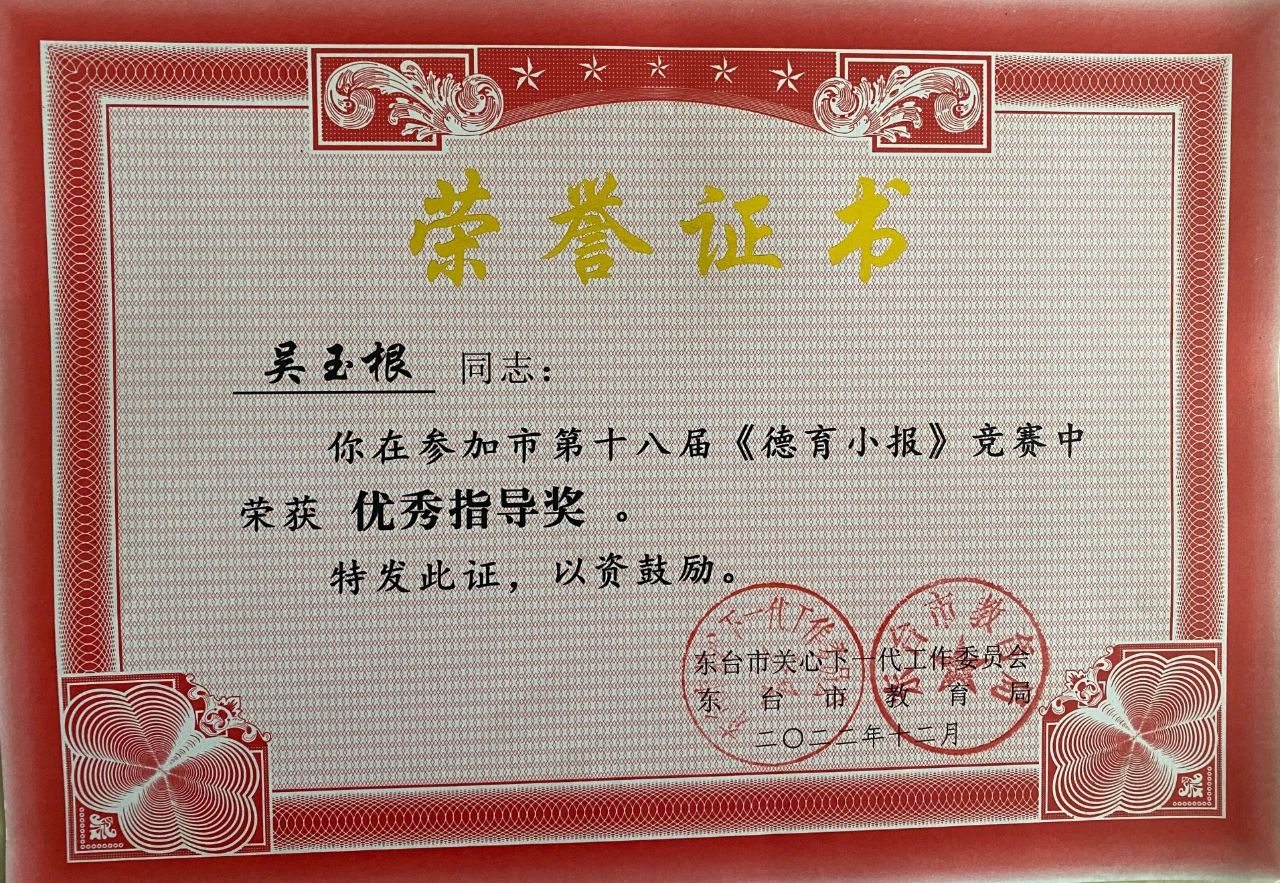 荣誉证书
吴玉根 同志：
你在参加市第十八届《德育小报》竞赛中
荣获 优秀指导奖 。
特发此证，以资鼓励。
东台市关心下一代工作委员会
东台市教育局
二〇二二年十二月